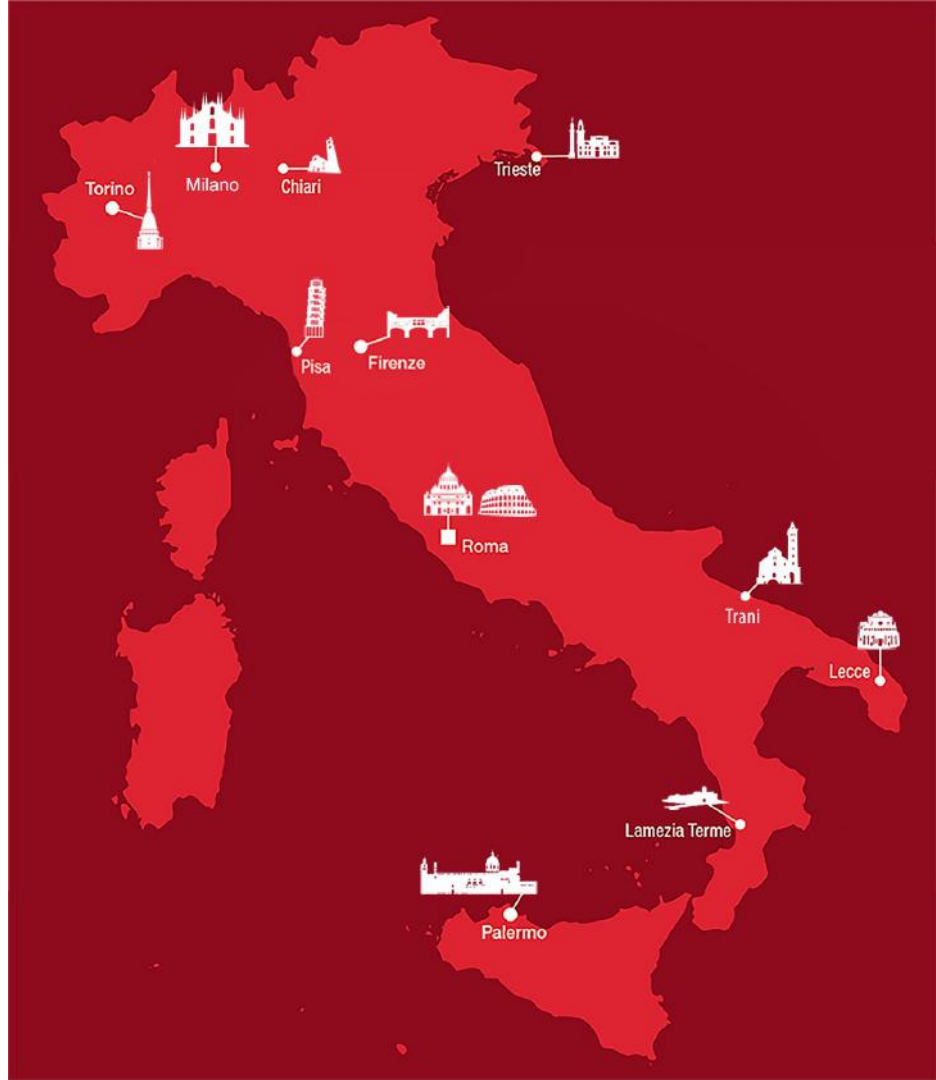 Trieste
Milano
Chiari
Torino
Pisa
Firenze
Roma
Trani
Lecce
Lamezia Terme
Palermo